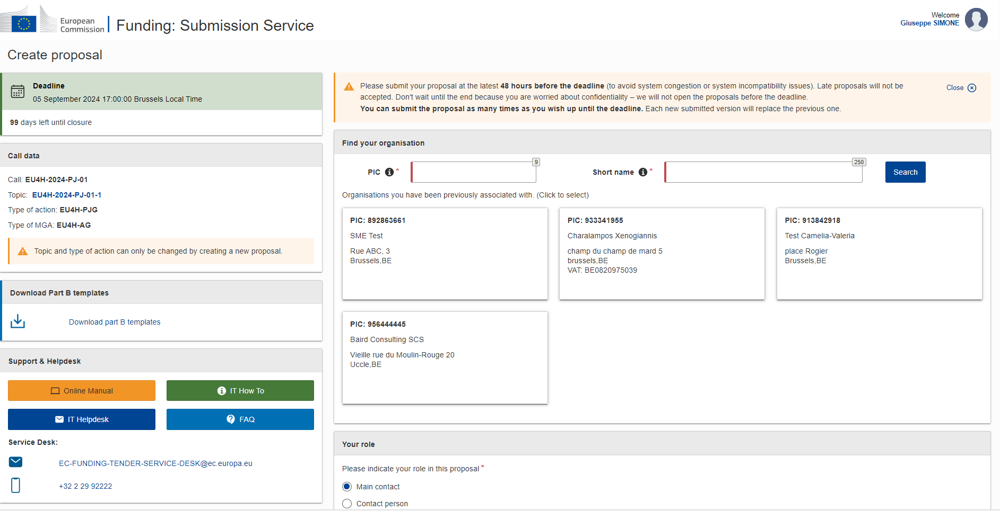 European
Commission
Funding: Submission Service
Welcome
Giuseppe SIMONE
Create proposal
Deadline
05 September 2024 17:00:00 Brussels Local Time
99 days left until closure
Call data
Call: EU4H-2024-PJ-01
Topic: EU4H-2024-PJ-01-1
Type of action: EU4H-PJG
Type of MGA: EU4H-AG
Topic and type of action can only be changed by creating a new proposal.
Download Part B templates
Download part B templates
Support & Helpdesk
Online Manual
IT How To
IT Helpdesk
FAQ
Service Desk:
EC-FUNDING-TENDER-SERVICE-DESK@ec.europa.eu
+32 2 29 92222
Please submit your proposal at the latest 48 hours before the deadline (to avoid system congestion or system incompatibility issues). Late proposals will not be
accepted. Don't wait until the end because you are worried about confidentiality – we will not open the proposals before the deadline.
You can submit the proposal as many times as you wish up until the deadline. Each new submitted version will replace the previous one.
Close
Find your organisation
PIC *
9
Short name *
250
Search
Organisations you have been previously associated with. (Click to select)
PIC: 892863661
SME Test
Rue ABC, 3
Brussels,BE
PIC: 933341955
Charalampos Xenogiannis
champ du champ de mard 5
brussels,BE
VAT: BE0820975039
PIC: 913842918
Test Camelia-Valeria
place Rogier
Brussels,BE
PIC: 956444445
Baird Consulting SCS
Vieille rue du Moulin-Rouge 20
Uccle,BE
Your role
Please indicate your role in this proposal *
Main contact
Contact person